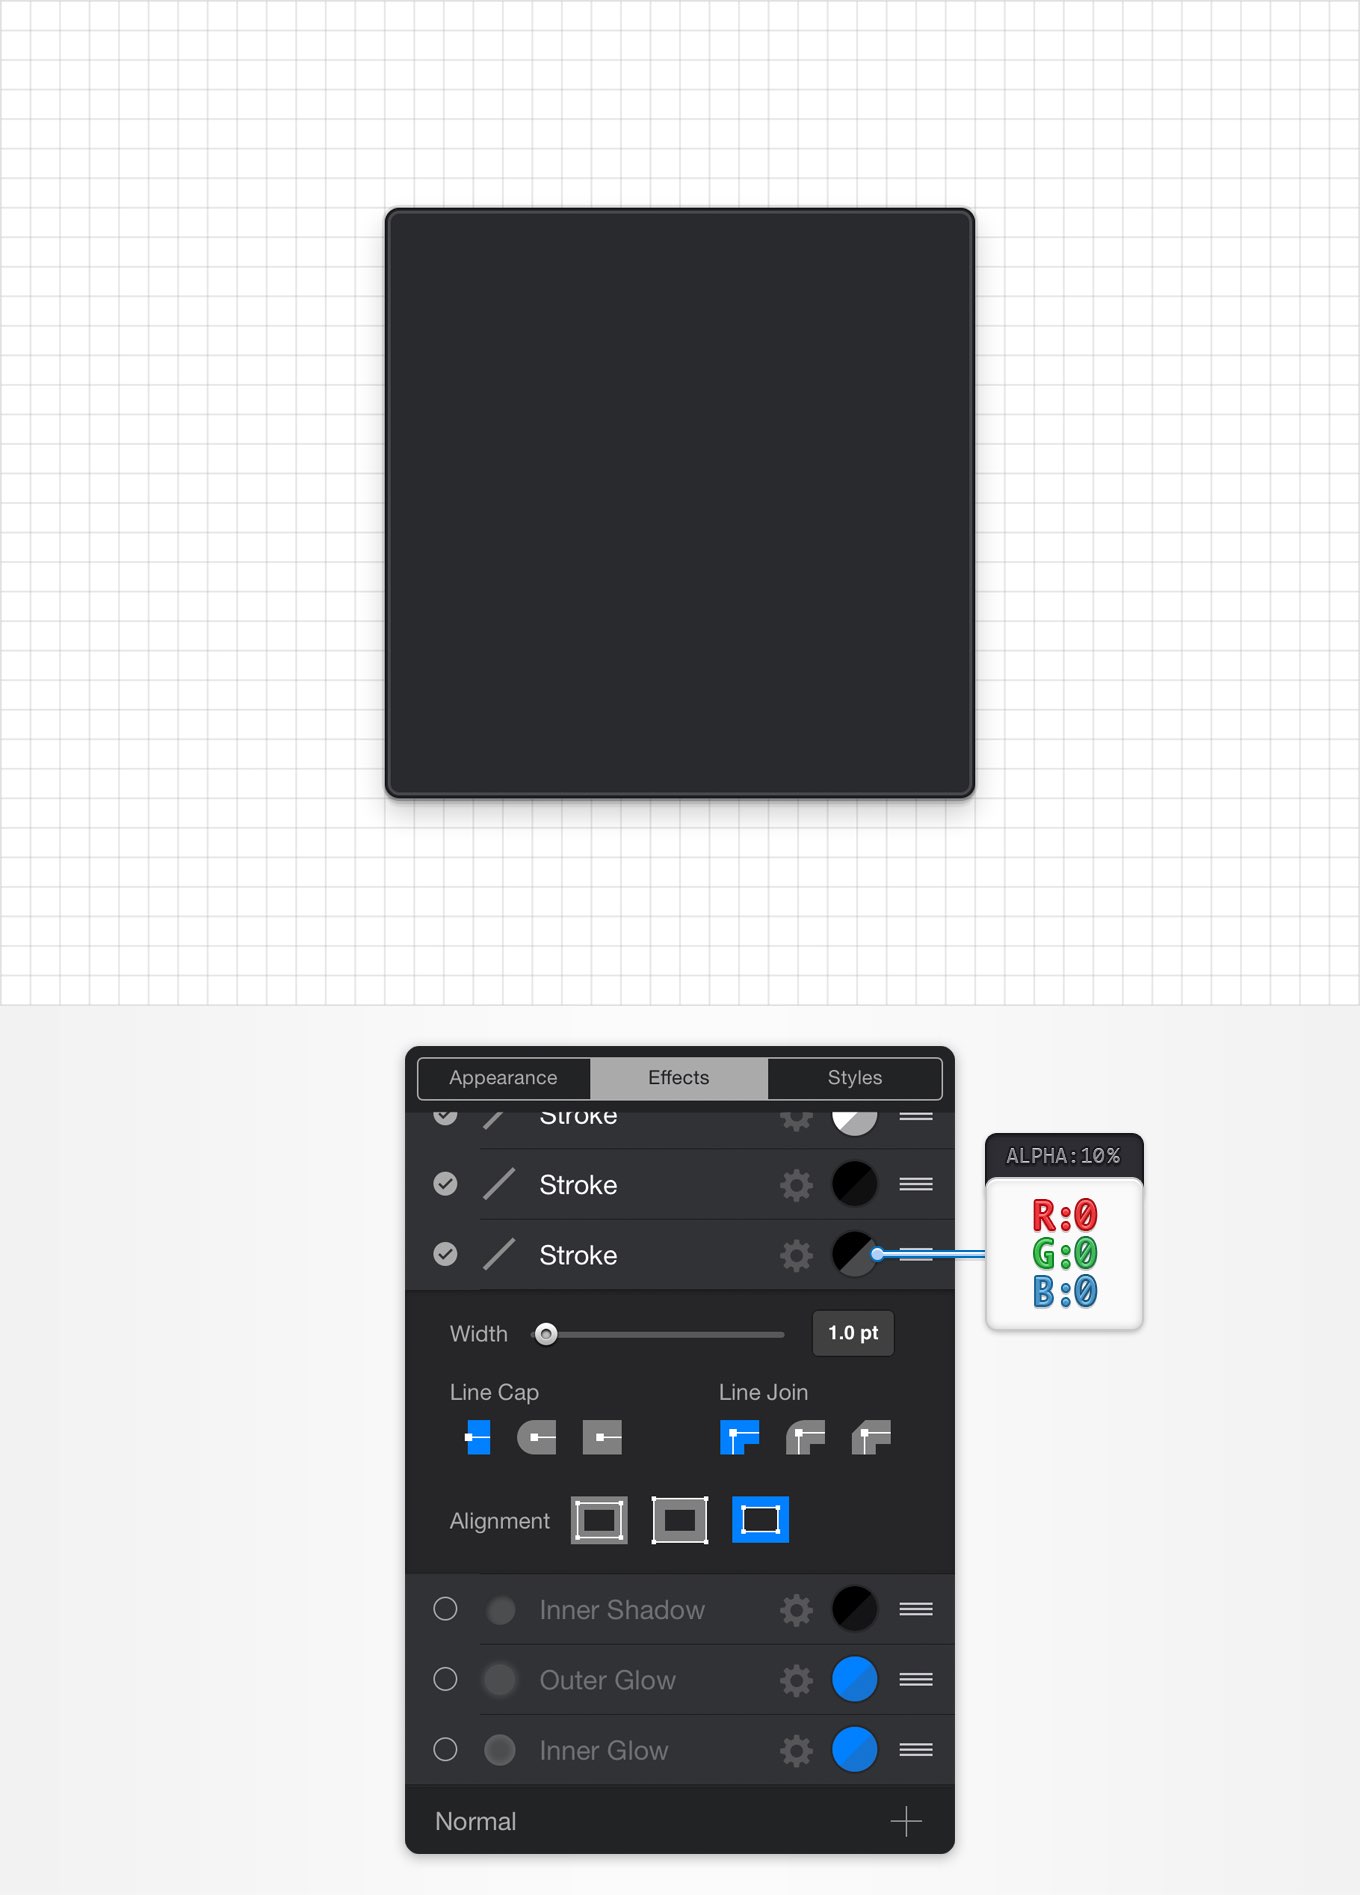 Appearance Effects Styles
Stroke
ALPHA:10%
Stroke
R:0
G:0
Stroke
B:0
Width 1.0 pt
Line Cap Line Join
Alignment
Inner Shadow
Outer Glow
Inner Glow
Normal